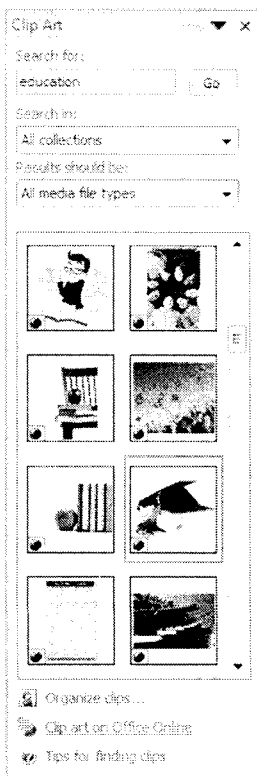 Clip Art
Search for:
education
Go
Search in:
All collections
Results should be:
All media file types
Organize clips...
Clip art on Office Online
Tips for finding clips